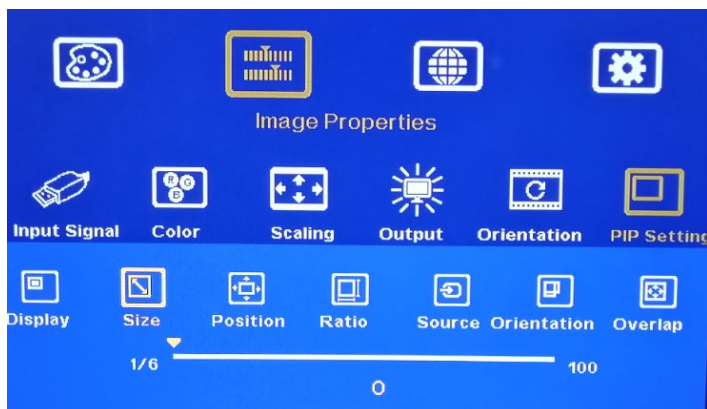 Image Properties
R G B
Input Signal Color Scaling Output Orientation PIP Setting
Display Size Position Ratio Source Orientation Overlap
1/6 100
0